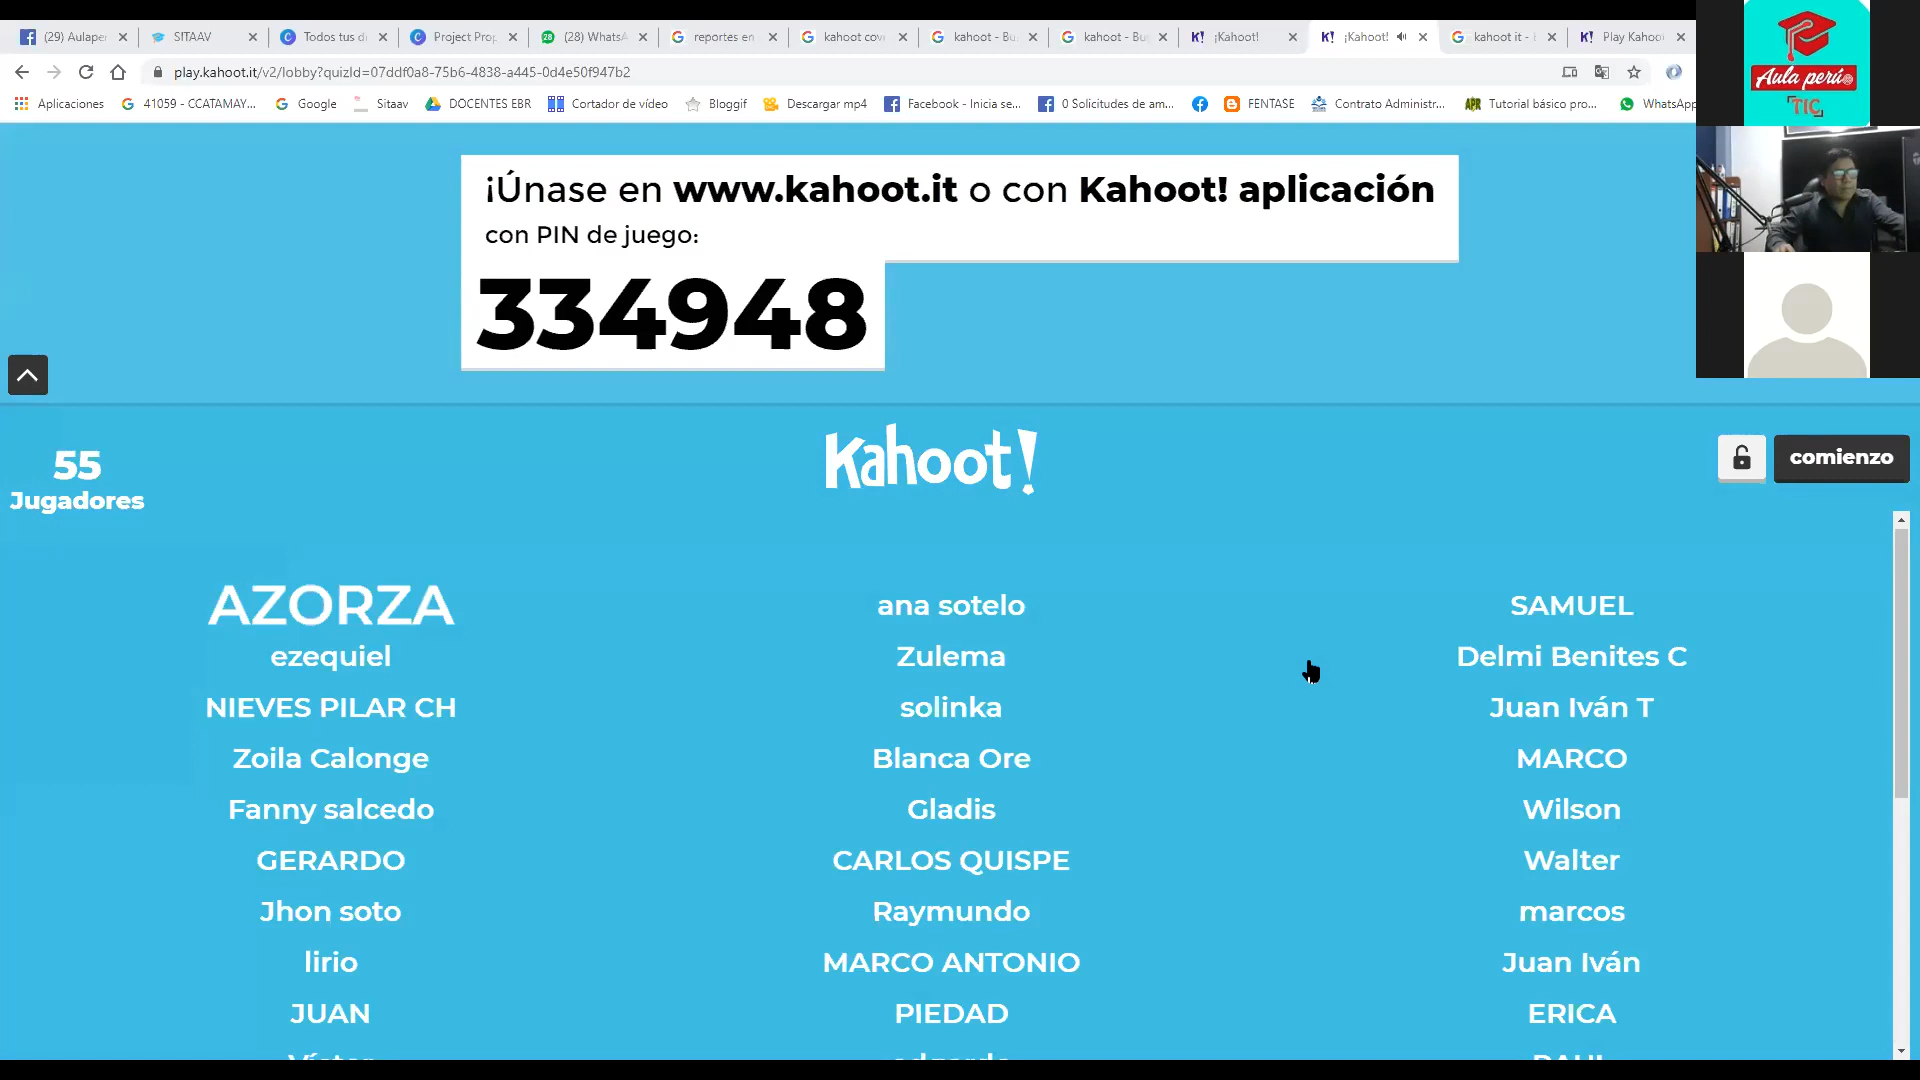 (29) Aulape
SITAAV
Todos tus d
Project Prop
(28) WhatsA
reportes en
kahoot cov
kahoot - Bu
kahoot - Bu
¡Kahoot!
¡Kahoot!
kahoot it - 
Play Kahoo
play.kahoot.it/v2/lobby?quizId=07ddf0a8-75b6-4838-a445-0d4e50f947b2
Aplicaciones
41059 - CCATAMAY...
Google
Sitaav
DOCENTES EBR
Cortador de vídeo
Bloggif
Descargar mp4
Facebook - Inicia se...
0 Solicitudes de am...
FENTASE
Contrato Administr...
Tutorial básico pro...
WhatsApp
Aula perú
TIC
¡Únase en www.kahoot.it o con Kahoot! aplicación
con PIN de juego:
334948
55
Jugadores
Kahoot!
comienzo
AZORZA
ana sotelo
SAMUEL
ezequiel
Zulema
Delmi Benites C
NIEVES PILAR CH
solinka
Juan Iván T
Zoila Calonge
Blanca Ore
MARCO
Fanny salcedo
Gladis
Wilson
GERARDO
CARLOS QUISPE
Walter
Jhon soto
Raymundo
marcos
lirio
MARCO ANTONIO
Juan Iván
JUAN
PIEDAD
ERICA